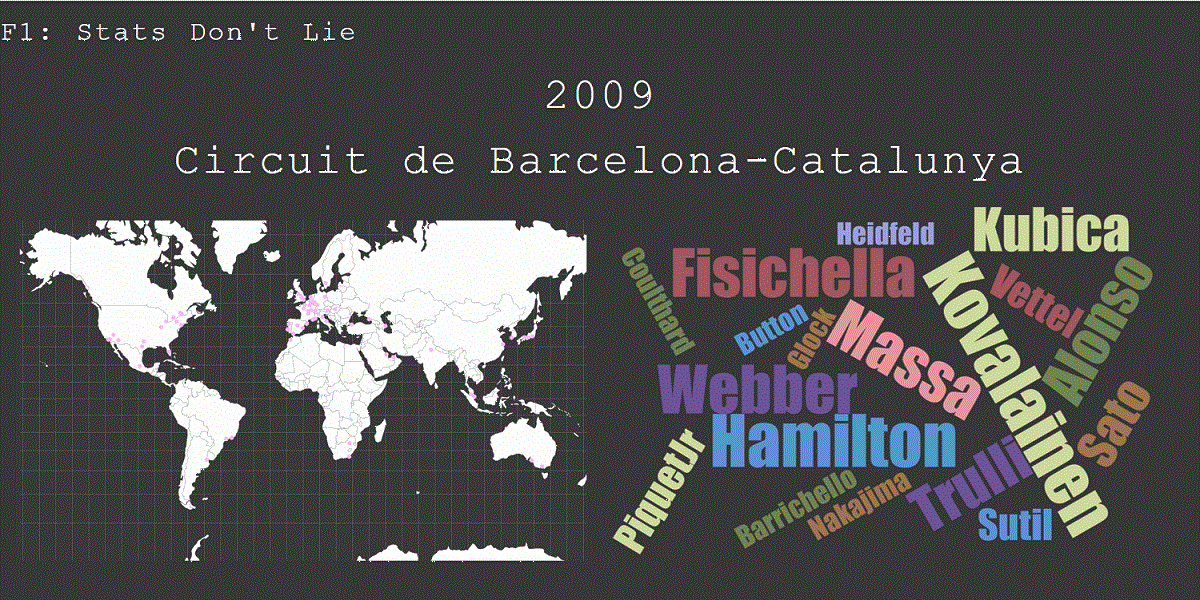 F1: Stats Don't Lie
2009
Circuit de Barcelona-Catalunya
Kubica
Heidfeld
Fisichella
Coulthard
Kovalainen
Vettel
Alonso
Button
Glock
Massa
Webber
Hamilton
Sato
PiquetJr
Barrichello
Nakajima
Trulli
Sutil